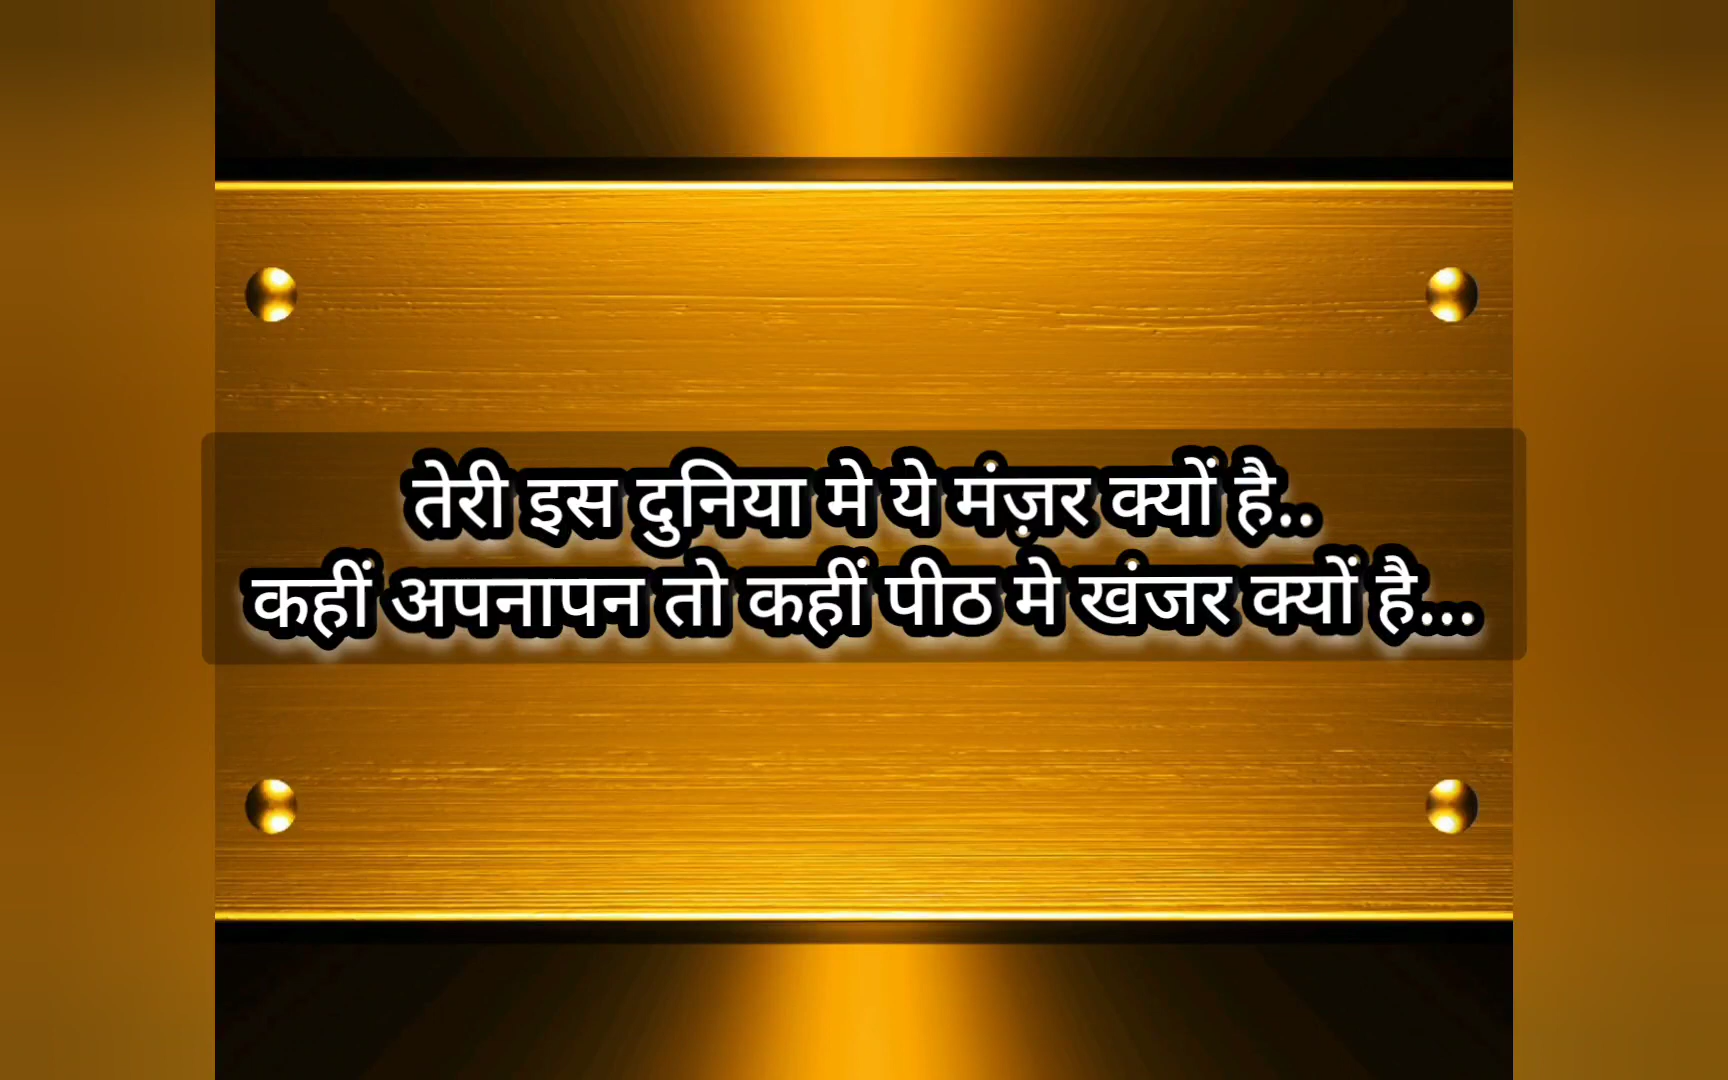 तेरी इस दुनिया मे ये मंज़र क्यों है..
कहीं अपनापन तो कहीं पीठ मे खंजर क्यों है...